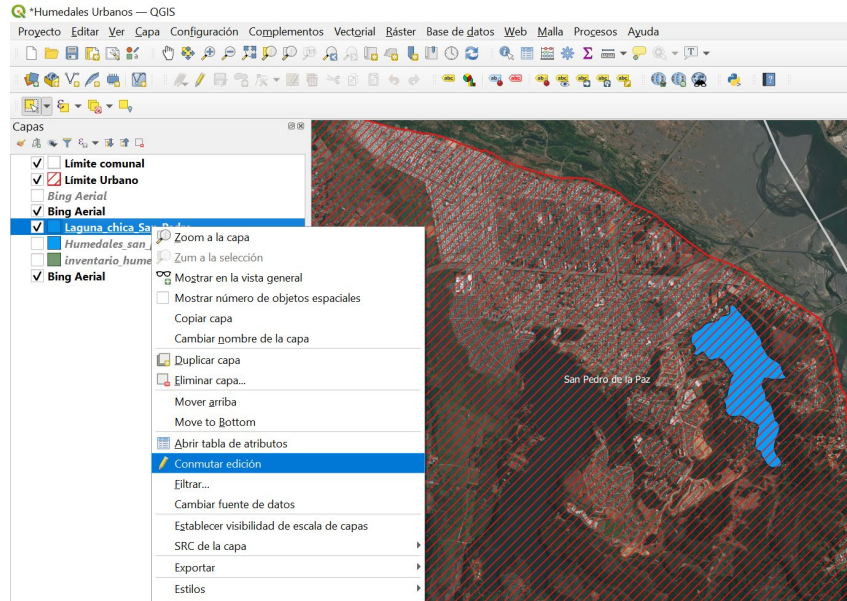 *Humedales Urbanos — QGIS
Proyecto Editar Ver Capa Configuración Complementos Vectorial Ráster Base de datos Web Malla Procesos Ayuda
Capas
Límite comunal
Límite Urbano
Bing Aerial
Bing Aerial
Laguna_chica_San_Pedro
Humedales_san_
inventario_hume
Bing Aerial
Zoom a la capa
Zum a la selección
Mostrar en la vista general
Mostrar número de objetos espaciales
Copiar capa
Cambiar nombre de la capa
Duplicar capa
Eliminar capa...
Mover arriba
Move to Bottom
Abrir tabla de atributos
Conmutar edición
Filtrar...
Cambiar fuente de datos
Establecer visibilidad de escala de capas
SRC de la capa
Exportar
Estilos
San Pedro de la Paz